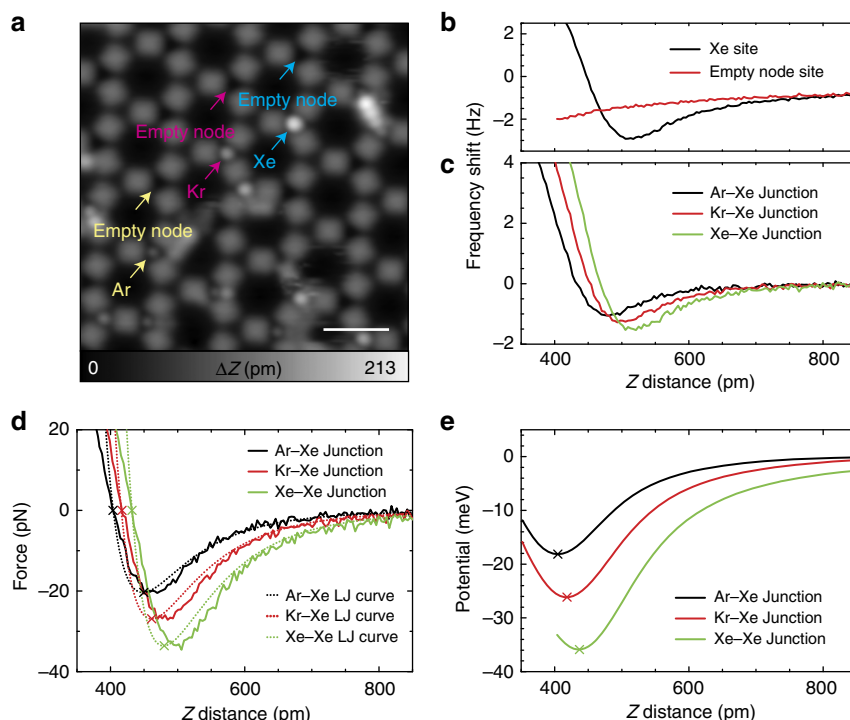 a
Empty node
Empty node
Xe
Kr
Empty node
Ar
0
ΔZ (pm)
213
b
Xe site
Empty node site
0
−2
Frequency shift (Hz)
c
4
2
0
−2
Ar–Xe Junction
Kr–Xe Junction
Xe–Xe Junction
400
600
800
Z distance (pm)
d
20
0
−20
−40
Force (pN)
Ar–Xe Junction
Kr–Xe Junction
Xe–Xe Junction
Ar–Xe LJ curve
Kr–Xe LJ curve
Xe–Xe LJ curve
400
600
800
Z distance (pm)
e
0
−10
−20
−30
−40
Potential (meV)
Ar–Xe Junction
Kr–Xe Junction
Xe–Xe Junction
400
600
800
Z distance (pm)